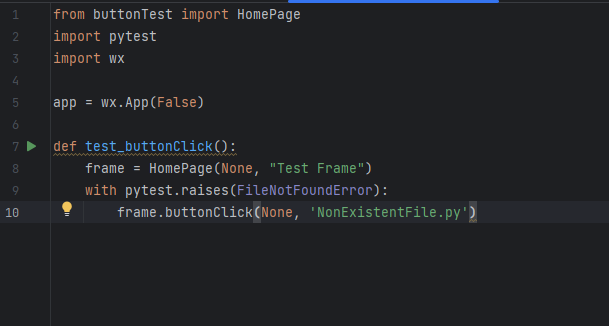 1 from buttonTest import HomePage
2 import pytest
3 import wx
4
5 app = wx.App(False)
6
7 def test_buttonClick():
8     frame = HomePage(None, "Test Frame")
9     with pytest.raises(FileNotFoundError):
10         frame.buttonClick(None, 'NonExistentFile.py')